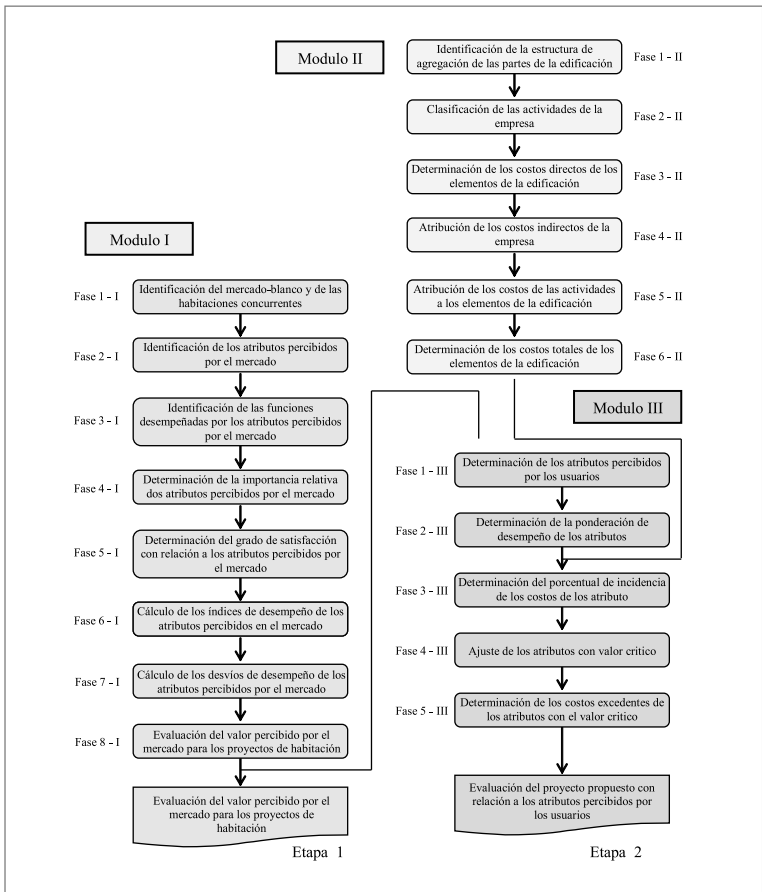 Modulo II
Identificación de la estructura de
agregación de las partes de la edificación
Fase 1 - II
Clasificación de las actividades de la
empresa
Fase 2 - II
Determinación de los costos directos de los
elementos de la edificación
Fase 3 - II
Atribución de los costos indirectos de la
empresa
Fase 4 - II
Atribución de los costos de las actividades
a los elementos de la edificación
Fase 5 - II
Determinación de los costos totales de los
elementos de la edificación
Fase 6 - II
Modulo I
Fase 1 - I
Identificación del mercado-blanco y de las
habitaciones concurrentes
Fase 2 - I
Identificación de los atributos percibidos
por el mercado
Fase 3 - I
Identificación de las funciones
desempeñadas por los atributos percibidos
por el mercado
Fase 4 - I
Determinación de la importancia relativa
dos atributos percibidos por el mercado
Fase 5 - I
Determinación del grado de satisfacción
con relación a los atributos percibidos por
el mercado
Fase 6 - I
Cálculo de los índices de desempeño de los
atributos percibidos en el mercado
Fase 7 - I
Cálculo de los desvíos de desempeño de los
atributos percibidos por el mercado
Fase 8 - I
Evaluación del valor percibido por el
mercado para los proyectos de habitación
Evaluación del valor percibido por el
mercado para los proyectos de
habitación
Etapa 1
Modulo III
Fase 1 - III
Determinación de los atributos percibidos
por los usuarios
Fase 2 - III
Determinación de la ponderación de
desempeño de los atributos
Fase 3 - III
Determinación del porcentual de incidencia
de los costos de los atributo
Fase 4 - III
Ajuste de los atributos con valor critico
Fase 5 - III
Determinación de los costos excedentes de
los atributos con el valor critico
Evaluación del proyecto propuesto con
relación a los atributos percibidos por
los usuarios
Etapa 2